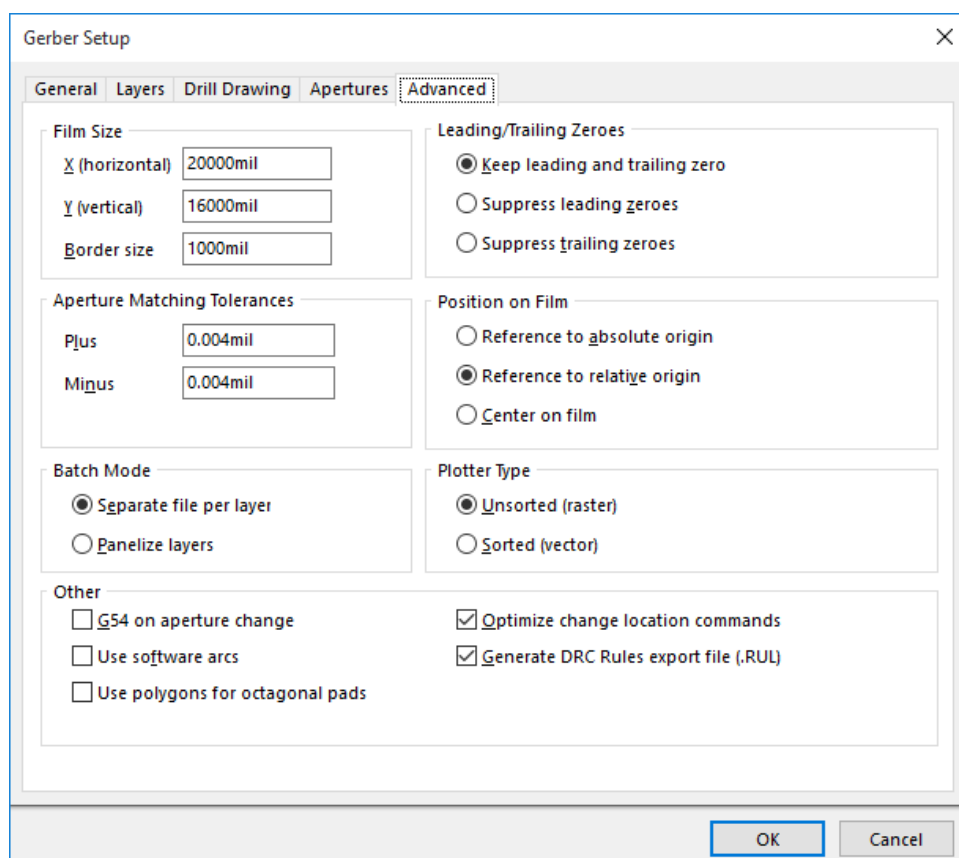 Gerber Setup
General Layers Drill Drawing Apertures Advanced
Film Size
X (horizontal) 20000mil
Y (vertical) 16000mil
Border size 1000mil
Leading/Trailing Zeroes
Keep leading and trailing zero
Suppress leading zeroes
Suppress trailing zeroes
Aperture Matching Tolerances
Plus 0.004mil
Minus 0.004mil
Position on Film
Reference to absolute origin
Reference to relative origin
Center on film
Batch Mode
Separate file per layer
Panelize layers
Plotter Type
Unsorted (raster)
Sorted (vector)
Other
G54 on aperture change
Use software arcs
Use polygons for octagonal pads
Optimize change location commands
Generate DRC Rules export file (.RUL)
OK Cancel